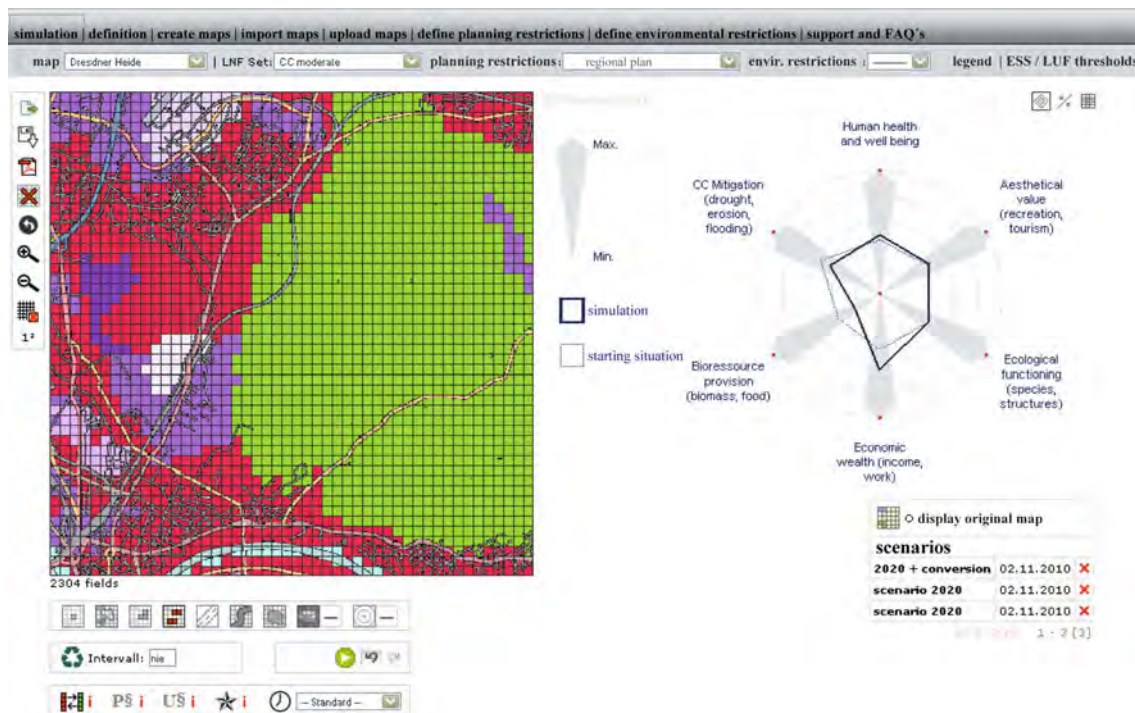 simulation | definition | create maps | import maps | upload maps | define planning restrictions | define environmental restrictions | support and FAQ´s
map Dresdner Heide | LNF Set: CC moderate planning restrictions: regional plan envir. restrictions : legend | ESS / LUF thresholds
Max.
Min.
simulation
starting situation
Human health
and well being
CC Mitigation
(drought,
erosion,
flooding)
Aesthetical
value
(recreation,
tourism)
Bioressource
provision
(biomass, food)
Ecological
functioning
(species,
structures)
Economic
wealth (income,
work)
1²
2304 fields
display original map
scenarios
2020 + conversion 02.11.2010
scenario 2020 02.11.2010
scenario 2020 02.11.2010
1 - 2 [3]
Intervall: nie
P§ i U§ i i -- Standard --